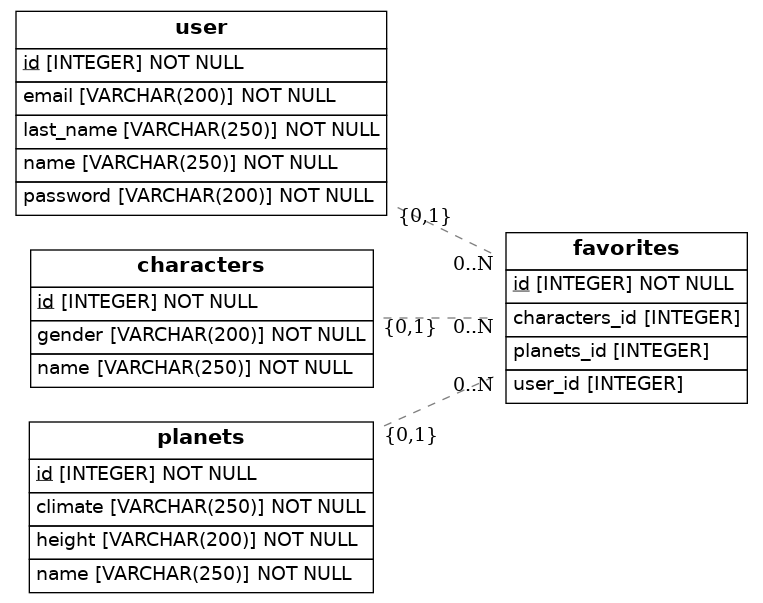 user
id [INTEGER] NOT NULL
email [VARCHAR(200)] NOT NULL
last_name [VARCHAR(250)] NOT NULL
name [VARCHAR(250)] NOT NULL
password [VARCHAR(200)] NOT NULL
{0,1}
0..N
characters
id [INTEGER] NOT NULL
gender [VARCHAR(200)] NOT NULL
name [VARCHAR(250)] NOT NULL
{0,1}
0..N
planets
id [INTEGER] NOT NULL
climate [VARCHAR(250)] NOT NULL
height [VARCHAR(200)] NOT NULL
name [VARCHAR(250)] NOT NULL
{0,1}
0..N
favorites
id [INTEGER] NOT NULL
characters_id [INTEGER]
planets_id [INTEGER]
user_id [INTEGER]